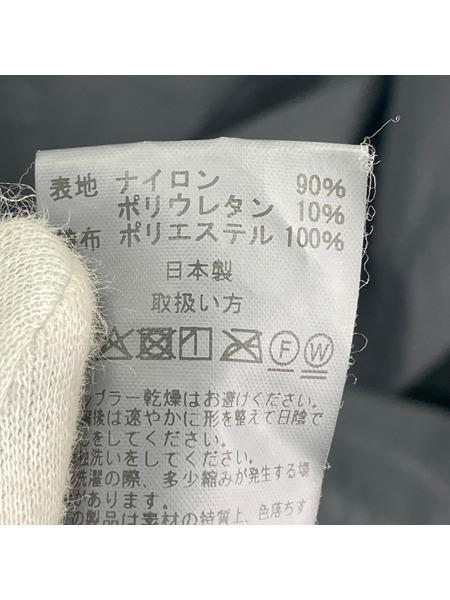 表地 ナイロン 90%
ポリウレタン 10%
布 ポリエステル 100%
日本製
取扱い方
F W
ンブラー乾燥はお避けください。
後は速やかに形を整えて日陰で
をしてください。
洗いをしてください。
洗濯の際、多少縮みが発生する場
があります。
の製品は素材の特性上、色落ちす